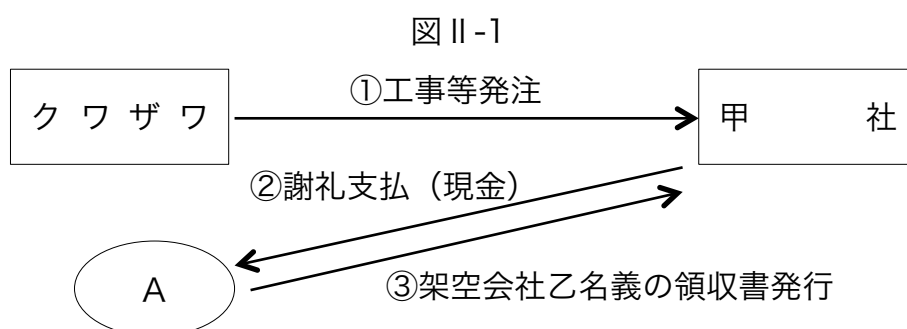 図Ⅱ-1
クワザワ
①工事等発注
甲社
②謝礼支払（現金）
A
③架空会社乙名義の領収書発行